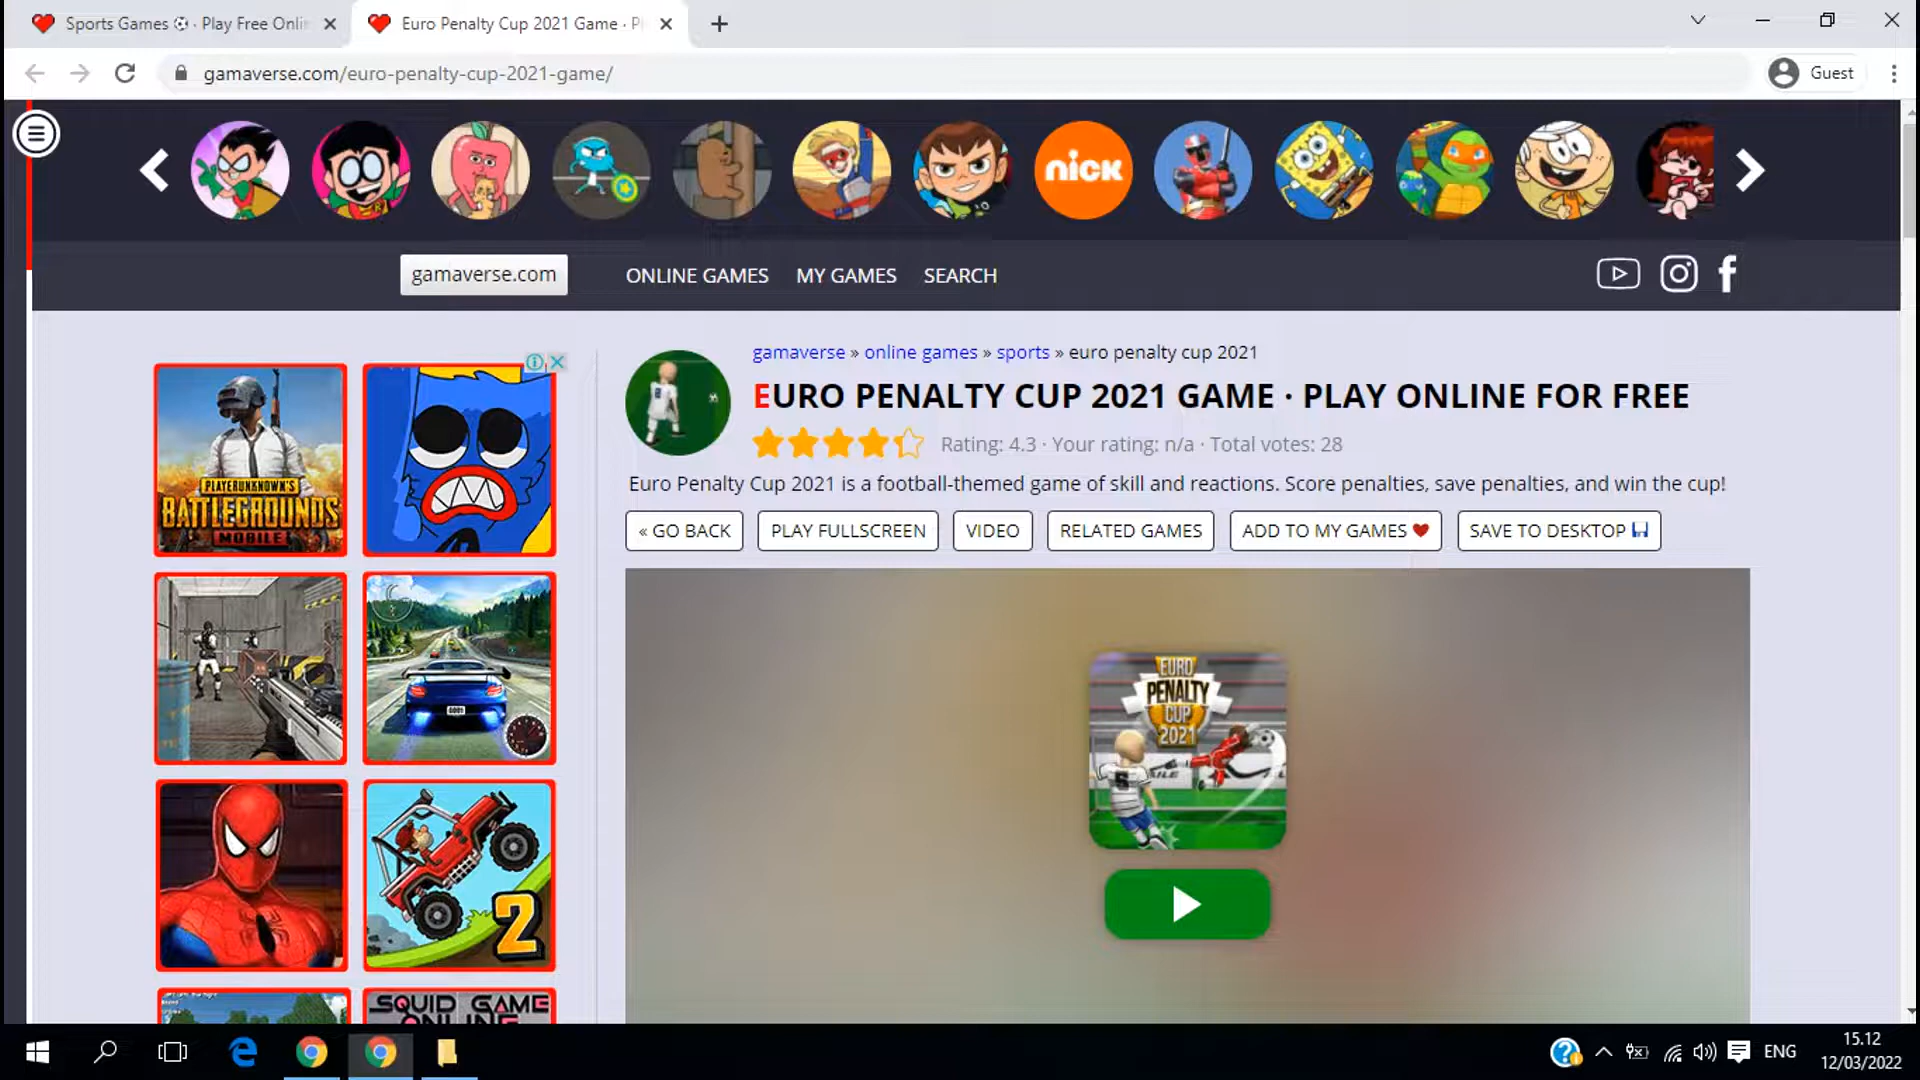 Sports Games ⚽ · Play Free Onlin
Euro Penalty Cup 2021 Game · Pl
gamaverse.com/euro-penalty-cup-2021-game/
Guest
nick
gamaverse.com
ONLINE GAMES
MY GAMES
SEARCH
gamaverse » online games » sports » euro penalty cup 2021
EURO PENALTY CUP 2021 GAME · PLAY ONLINE FOR FREE
Rating: 4.3 · Your rating: n/a · Total votes: 28
Euro Penalty Cup 2021 is a football-themed game of skill and reactions. Score penalties, save penalties, and win the cup!
« GO BACK
PLAY FULLSCREEN
VIDEO
RELATED GAMES
ADD TO MY GAMES
SAVE TO DESKTOP
PLAYERUNKNOWN'S
BATTLEGROUNDS
MOBILE
2
SQUID GAME
ONLINE
EURO
PENALTY
CUP
2021
5
ENG
15.12
12/03/2022